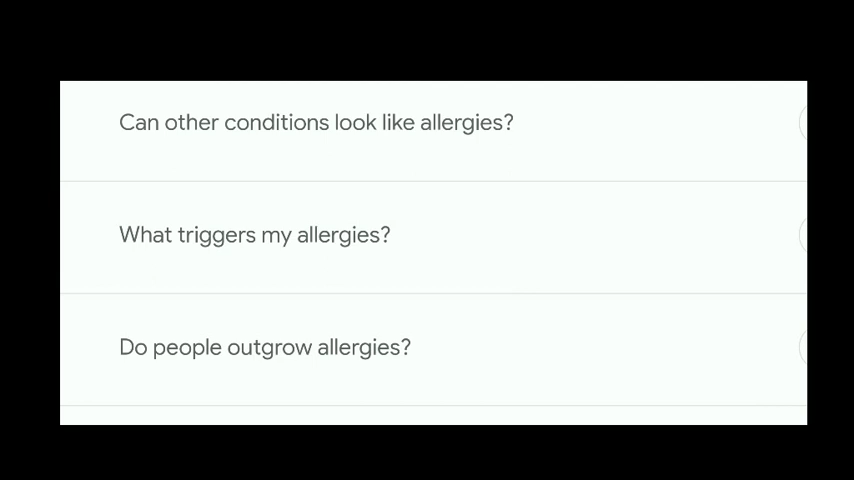 Can other conditions look like allergies?
What triggers my allergies?
Do people outgrow allergies?